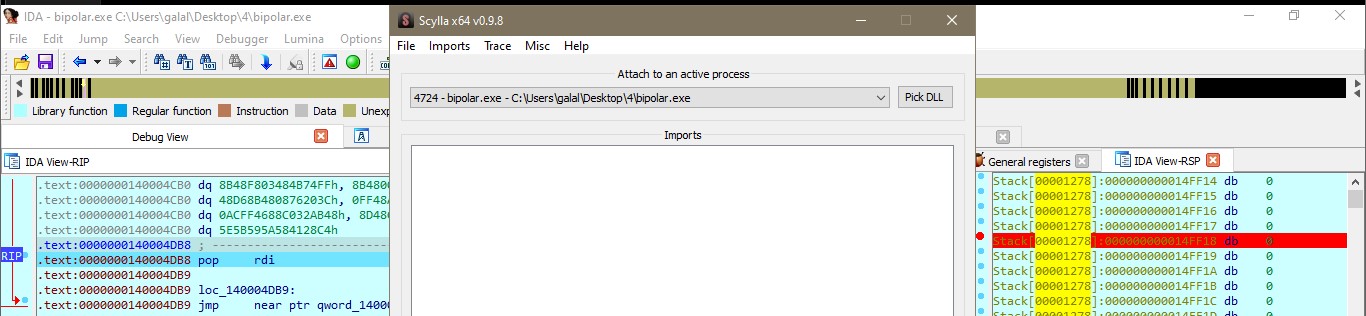 IDA - bipolar.exe C:\Users\galal\Desktop\4\bipolar.exe
File Edit Jump Search View Debugger Lumina Options
Library function Regular function Instruction Data Unexp
Debug View
IDA View-RIP
.text:0000000140004CB0 dq 8B48F803484B74FFh,
.text:0000000140004CB0 dq 48D68B480876203Ch,
.text:0000000140004CB0 dq 0ACFF4688C032AB48h,
.text:0000000140004CB0 dq 5E5B595A584128C4h
.text:0000000140004DB8 ; ------------------------
RIP
.text:0000000140004DB8 pop rdi
.text:0000000140004DB9
.text:0000000140004DB9 loc_140004DB9:
.text:0000000140004DB9 jmp near ptr qword_14000
Scylla x64 v0.9.8
File Imports Trace Misc Help
Attach to an active process
4724 - bipolar.exe - C:\Users\galal\Desktop\4\bipolar.exe
Pick DLL
Imports
General registers
IDA View-RSP
Stack[00001278]:000000000014FF14 db 0
Stack[00001278]:000000000014FF15 db 0
Stack[00001278]:000000000014FF16 db 0
Stack[00001278]:000000000014FF17 db 0
Stack[00001278]:000000000014FF18 db 0
Stack[00001278]:000000000014FF19 db 0
Stack[00001278]:000000000014FF1A db 0
Stack[00001278]:000000000014FF1B db 0
Stack[00001278]:000000000014FF1C db 0